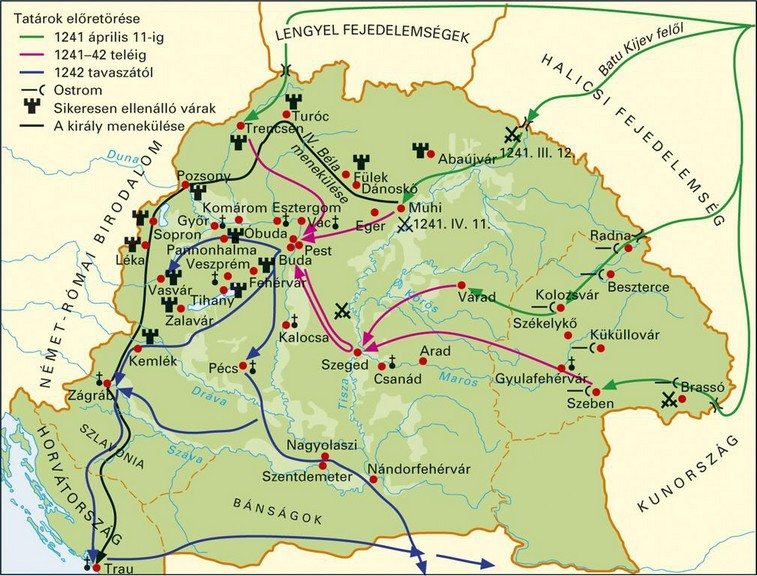 Tatárok előretörése
1241 április 11-ig
1241–42 teléig
1242 tavaszától
Ostrom
Sikeresen ellenálló várak
A király menekülése
LENGYEL FEJEDELEMSÉGEK
Batu Kijev felől
HALICSI FEJEDELEMSÉG
NÉMET-RÓMAI BIRODALOM
Duna
Turóc
Trencsén
IV. Béla
menekülése
Abaújvár
1241. III. 12.
Fülek
Dánoskő
Pozsony
Muhi
1241. IV. 11.
Eger
Komárom
Esztergom
Vác
Győr
Sopron
Óbuda
Pannonhalma
Pest
Buda
Léka
Veszprém
Fehérvár
Vasvár
Tihany
Zalavár
Radna
Beszterce
Kolozsvár
Várad
Körös
Székelykő
Küküllovár
Kalocsa
Kemlék
Pécs
Szeged
Arad
Csanád
Maros
Gyulafehérvár
Szeben
Brassó
Zágráb
Dráva
Tisza
SZLAVÓNIA
Száva
HORVÁTORSZÁG
Nagyolaszi
Szentdemeter
Nándorfehérvár
BÁNSÁGOK
KUNORSZÁG
Trau